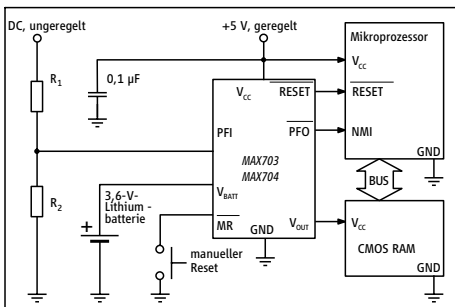 DC, ungeregelt
+5 V, geregelt
Mikroprozessor
R1
0,1 µF
VCC
VCC
RESET
RESET
PFI
PFO
NMI
MAX703
MAX704
GND
R2
3,6-V-
Lithium-
batterie
VBATT
BUS
MR
GND
VOUT
VCC
CMOS RAM
manueller
Reset
GND